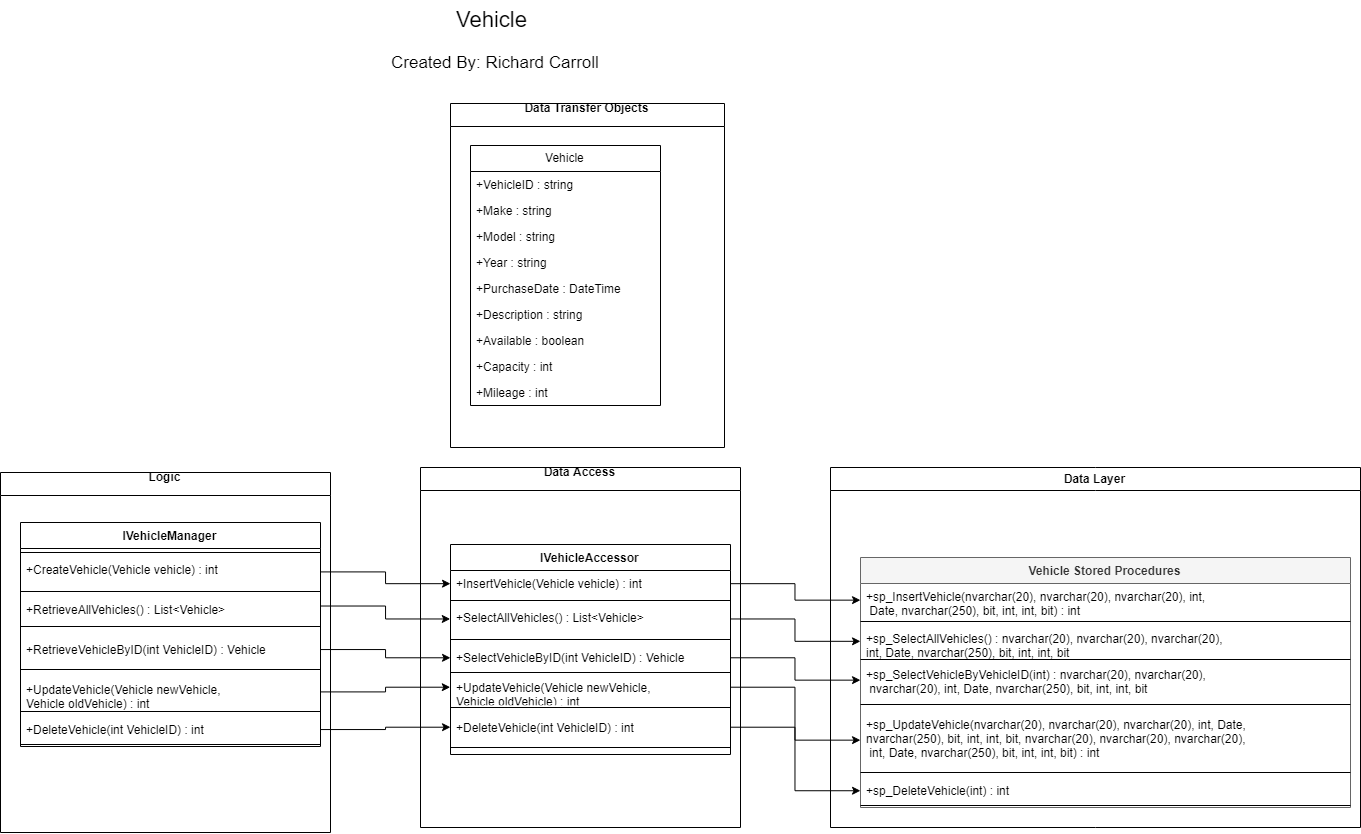 Vehicle
Created By: Richard Carroll
Data Transfer Objects
Vehicle
+VehicleID : string
+Make : string
+Model : string
+Year : string
+PurchaseDate : DateTime
+Description : string
+Available : boolean
+Capacity : int
+Mileage : int
Logic
IVehicleManager
+CreateVehicle(Vehicle vehicle) : int
+RetrieveAllVehicles() : List<Vehicle>
+RetrieveVehicleByID(int VehicleID) : Vehicle
+UpdateVehicle(Vehicle newVehicle,
Vehicle oldVehicle) : int
+DeleteVehicle(int VehicleID) : int
Data Access
IVehicleAccessor
+InsertVehicle(Vehicle vehicle) : int
+SelectAllVehicles() : List<Vehicle>
+SelectVehicleByID(int VehicleID) : Vehicle
+UpdateVehicle(Vehicle newVehicle,
Vehicle oldVehicle) : int
+DeleteVehicle(int VehicleID) : int
Data Layer
Vehicle Stored Procedures
+sp_InsertVehicle(nvarchar(20), nvarchar(20), nvarchar(20), int,
Date, nvarchar(250), bit, int, int, bit) : int
+sp_SelectAllVehicles() : nvarchar(20), nvarchar(20), nvarchar(20),
int, Date, nvarchar(250), bit, int, int, bit
+sp_SelectVehicleByVehicleID(int) : nvarchar(20), nvarchar(20),
nvarchar(20), int, Date, nvarchar(250), bit, int, int, bit
+sp_UpdateVehicle(nvarchar(20), nvarchar(20), nvarchar(20), int, Date,
nvarchar(250), bit, int, int, bit, nvarchar(20), nvarchar(20), nvarchar(20),
int, Date, nvarchar(250), bit, int, int, bit) : int
+sp_DeleteVehicle(int) : int